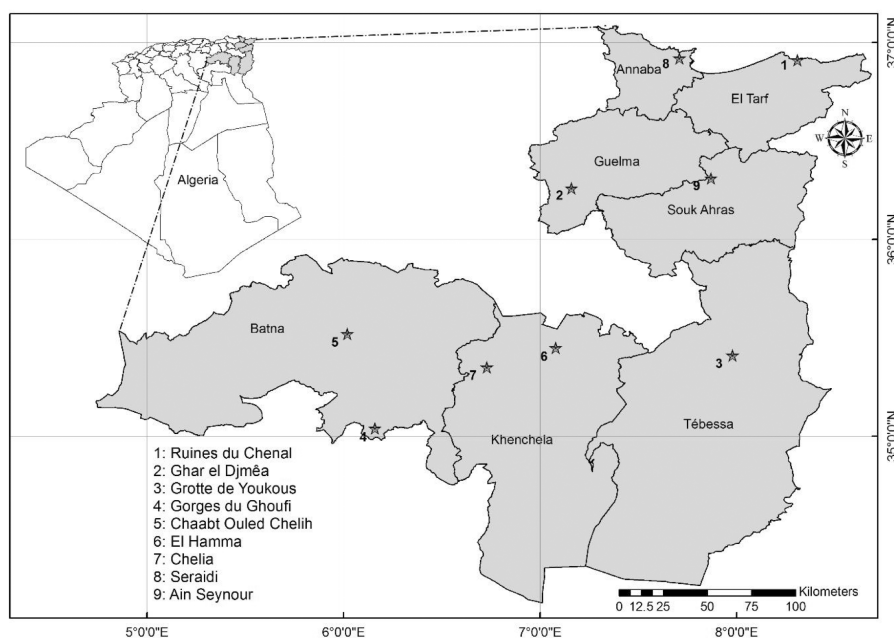 37°0'0"N
8
Annaba
1
El Tarf
N
W
E
S
Guelma
Algeria
9
2
Souk Ahras
36°0'0"N
Batna
5
6
3
7
Tébessa
4
Khenchela
35°0'0"N
1: Ruines du Chenal
2: Ghar el Djmêa
3: Grotte de Youkous
4: Gorges du Ghoufi
5: Chaabt Ouled Chelih
6: El Hamma
7: Chelia
8: Seraidi
9: Ain Seynour
Kilometers
0 12.5 25 50 75 100
5°0'0"E 6°0'0"E 7°0'0"E 8°0'0"E